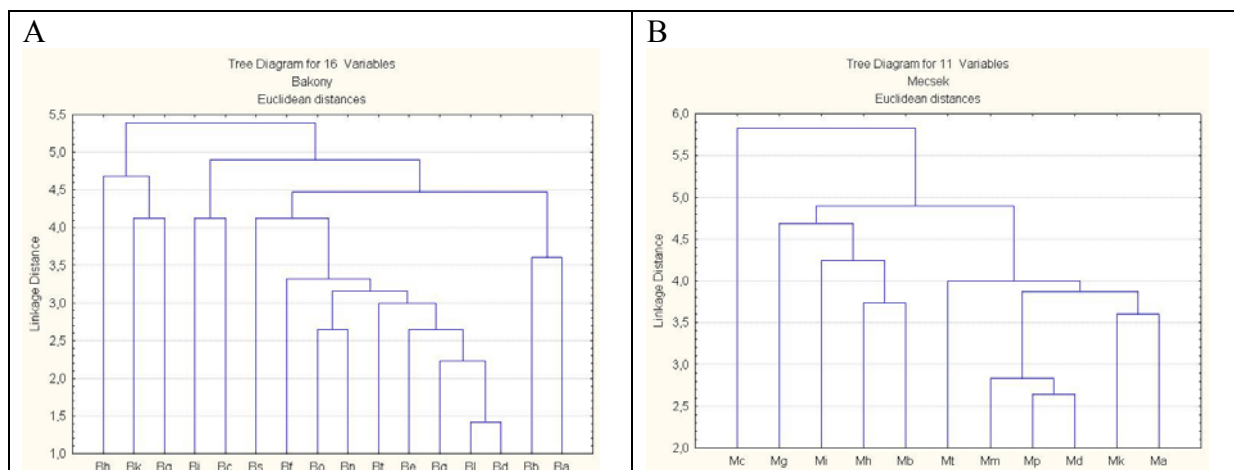 A
Tree Diagram for 16 Variables
Bakony
Euclidean distances
5,5
5,0
4,5
4,0
3,5
3,0
2,5
2,0
1,5
1,0
Linkage Distance
Bh Bk Bc Bs Bf Bo Bt Be Bl Bd Bb Ba
B
Tree Diagram for 11 Variables
Mecsek
Euclidean distances
6,0
5,5
5,0
4,5
4,0
3,5
3,0
2,5
2,0
Linkage Distance
Mc Mg Mi Mh Mb Mt Mm Mp Md Mk Ma